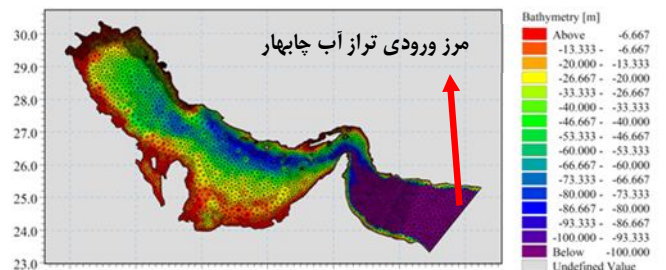 مرز ورودی تراز آب چابهار
30.0
29.0
28.0
27.0
26.0
25.0
24.0
23.0
Bathymetry [m]
Above -6.667
-13.333 - -6.667
-20.000 - -13.333
-26.667 - -20.000
-33.333 - -26.667
-40.000 - -33.333
-46.667 - -40.000
-53.333 - -46.667
-60.000 - -53.333
-66.667 - -60.000
-73.333 - -66.667
-80.000 - -73.333
-86.667 - -80.000
-93.333 - -86.667
-100.000 - -93.333
Below -100.000
Undefined Value